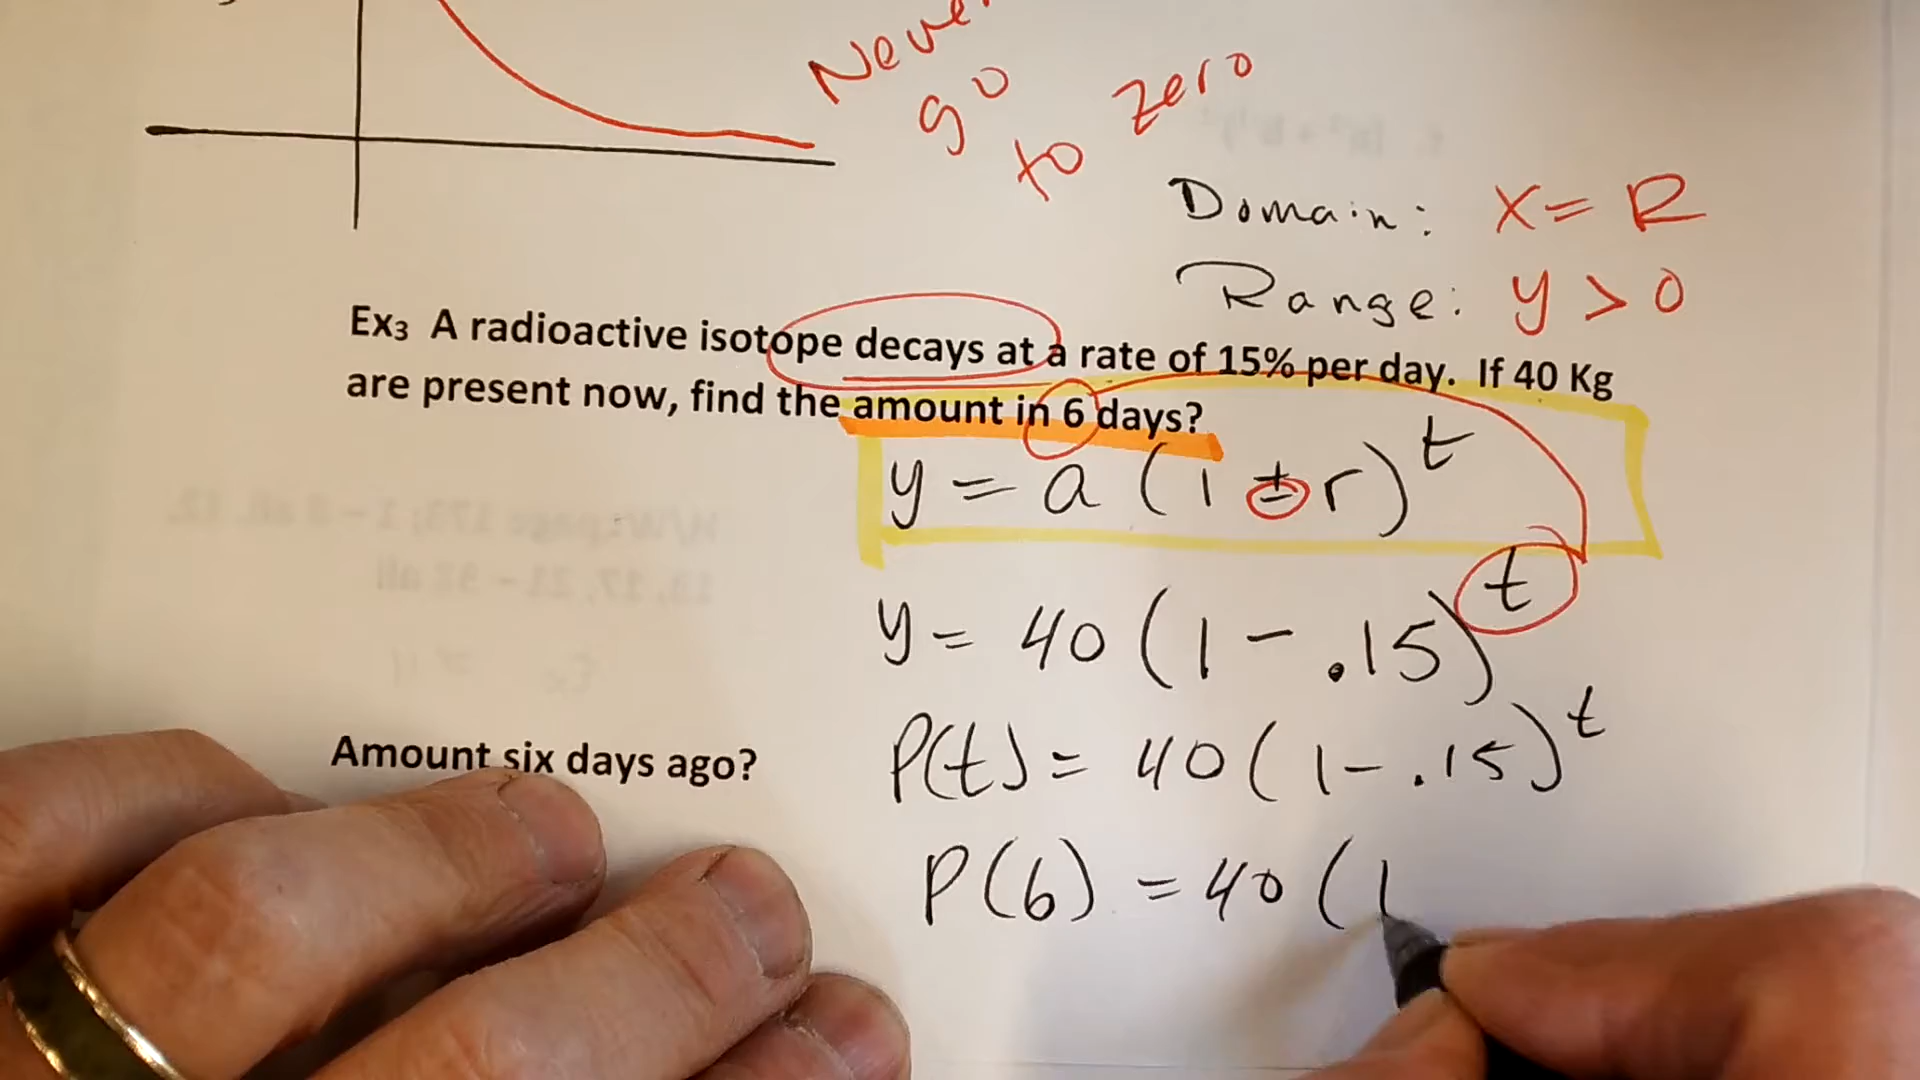 Never
go
to zero
Domain: x = R
Range: y > 0
Ex3 A radioactive isotope decays at a rate of 15% per day. If 40 Kg
are present now, find the amount in 6 days?
y = a (1 ± r)^t
y = 40 (1 - .15)^t
P(t) = 40 (1 - .15)^t
Amount six days ago?
P(6) = 40 (1